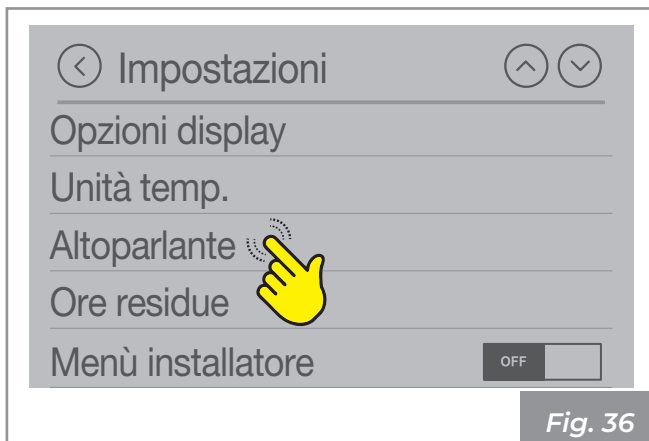 Impostazioni
Opzioni display
Unità temp.
Altoparlante
Ore residue
Menù installatore OFF
Fig. 36